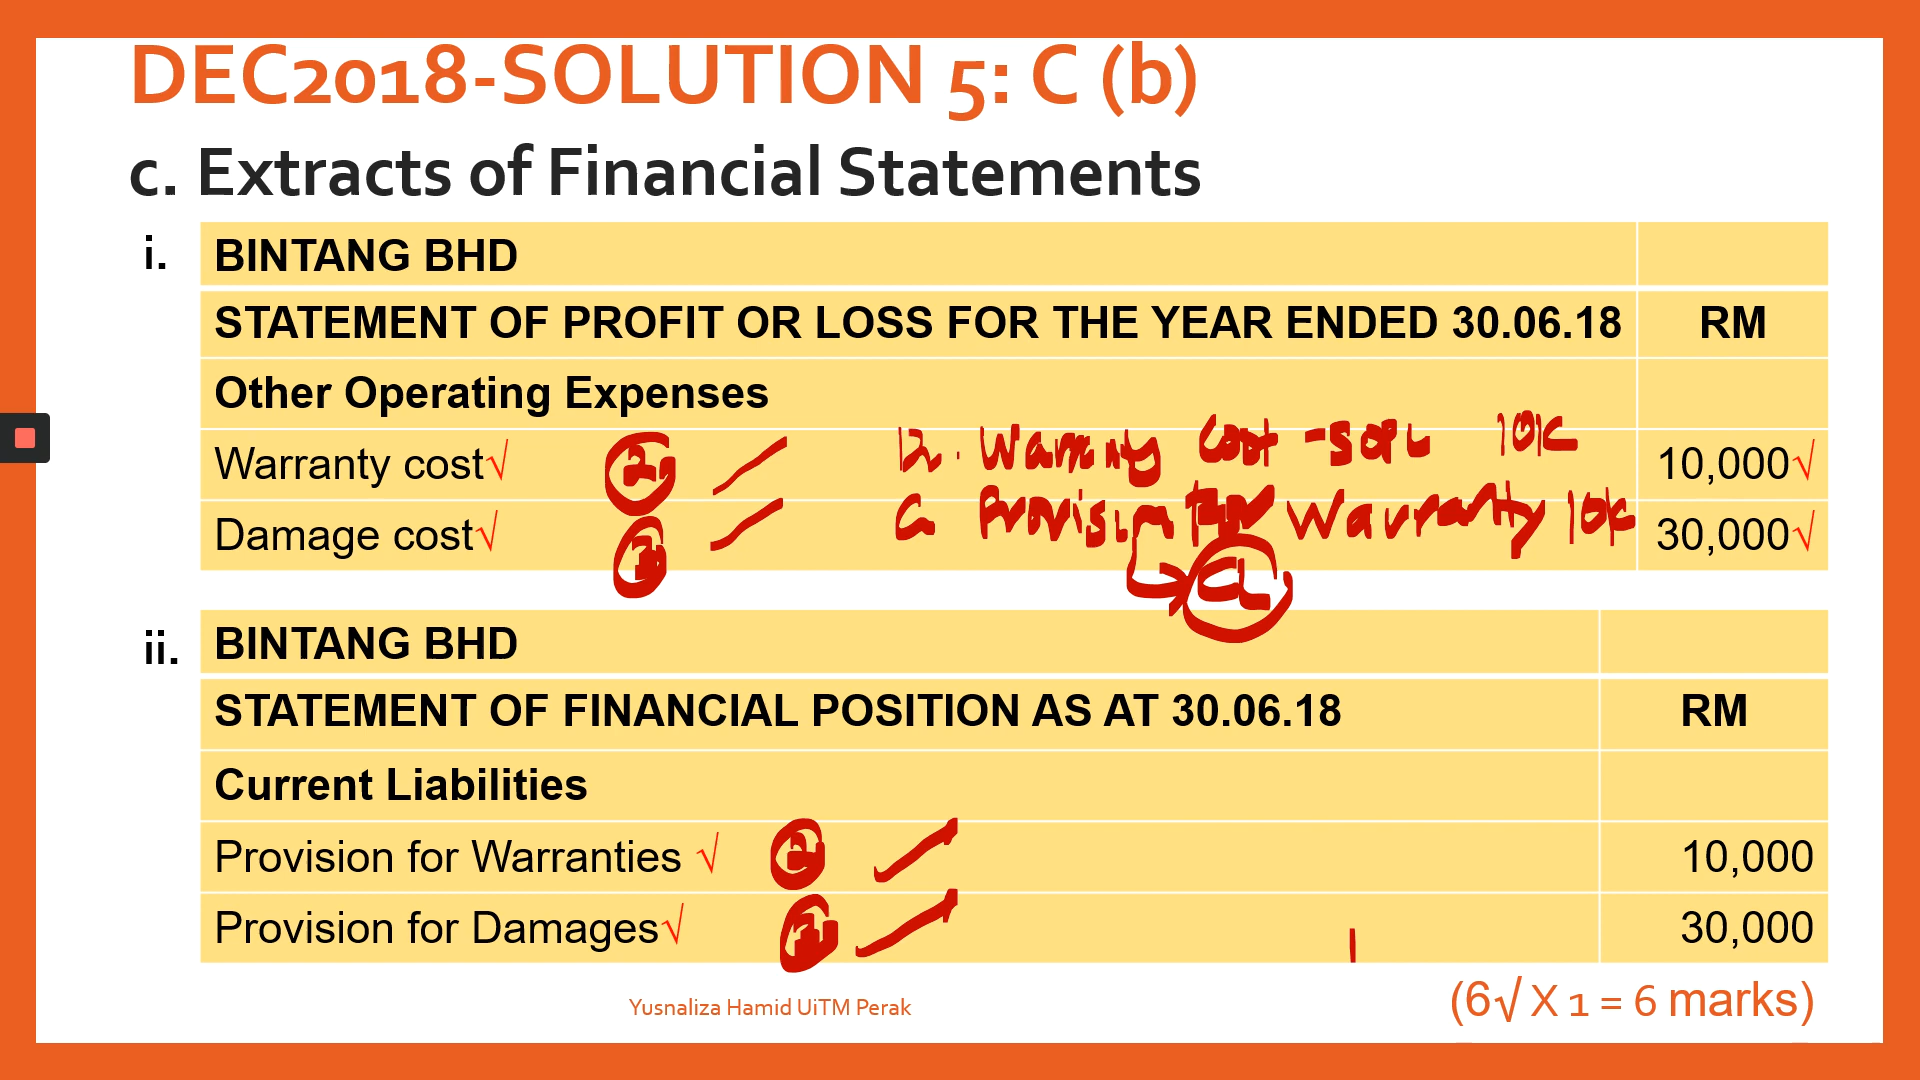 DEC2018-SOLUTION 5: C (b)
c. Extracts of Financial Statements
i.
BINTANG BHD
STATEMENT OF PROFIT OR LOSS FOR THE YEAR ENDED 30.06.18 RM
Other Operating Expenses
Warranty cost√ 10,000√
Warranty Cost - SOPL 10K
Damage cost√ 30,000√
Provision for Warranty 10K
CL
ii.
BINTANG BHD
STATEMENT OF FINANCIAL POSITION AS AT 30.06.18 RM
Current Liabilities
Provision for Warranties √ 10,000
Provision for Damages√ 30,000
(6√ X 1 = 6 marks)
Yusnaliza Hamid UiTM Perak